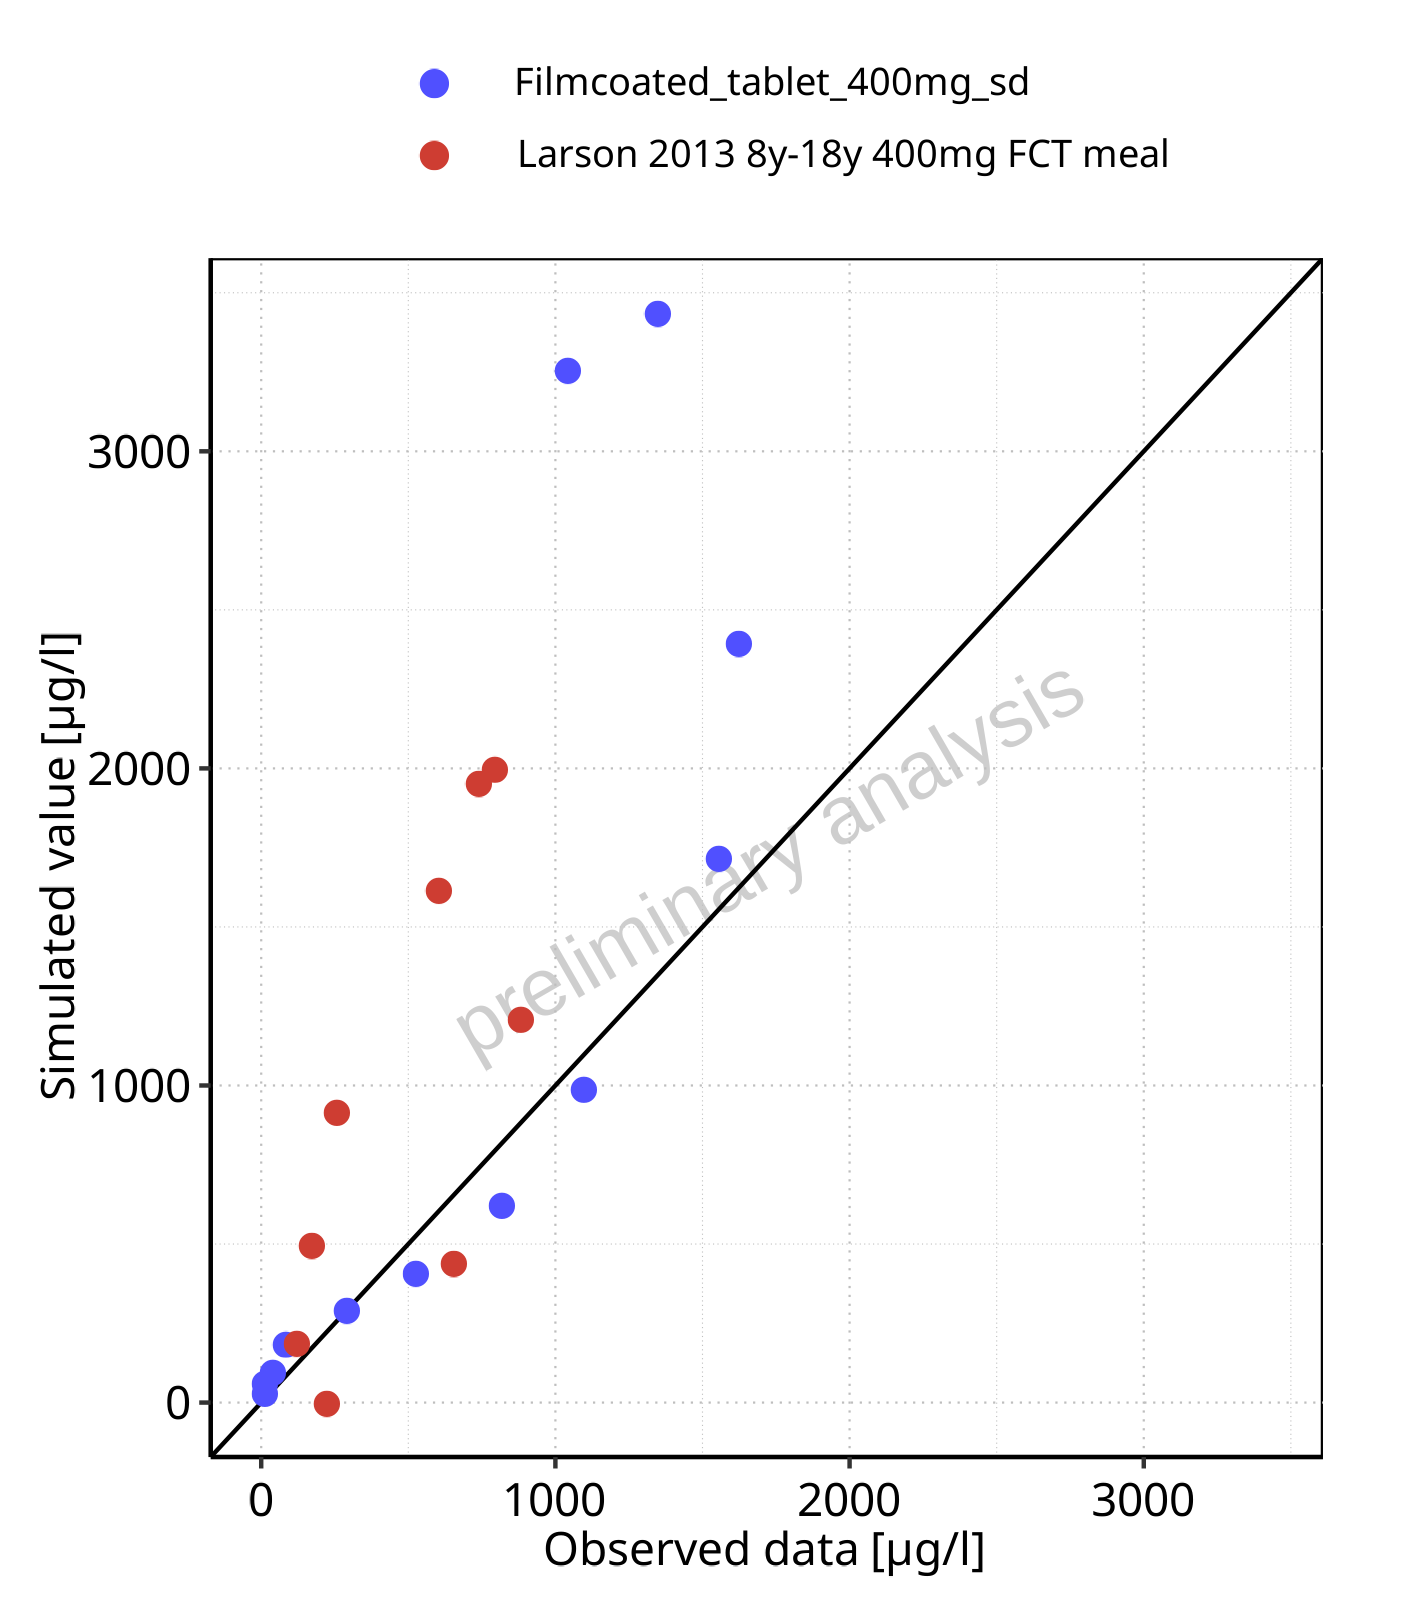 Filmcoated_tablet_400mg_sd
Larson 2013 8y-18y 400mg FCT meal
3000
2000
1000
0
Simulated value [µg/l]
preliminary analysis
0 1000 2000 3000
Observed data [µg/l]